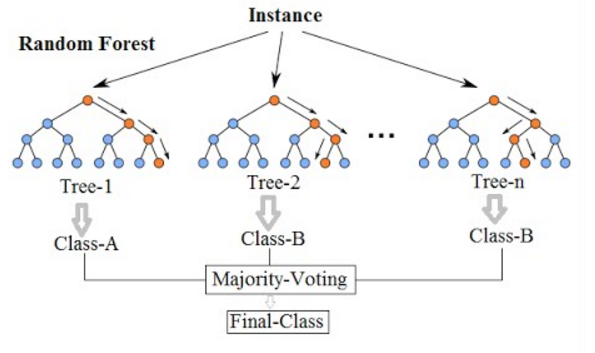 Instance
Random Forest
...
Tree-1
Tree-2
Tree-n
Class-A
Class-B
Class-B
Majority-Voting
Final-Class